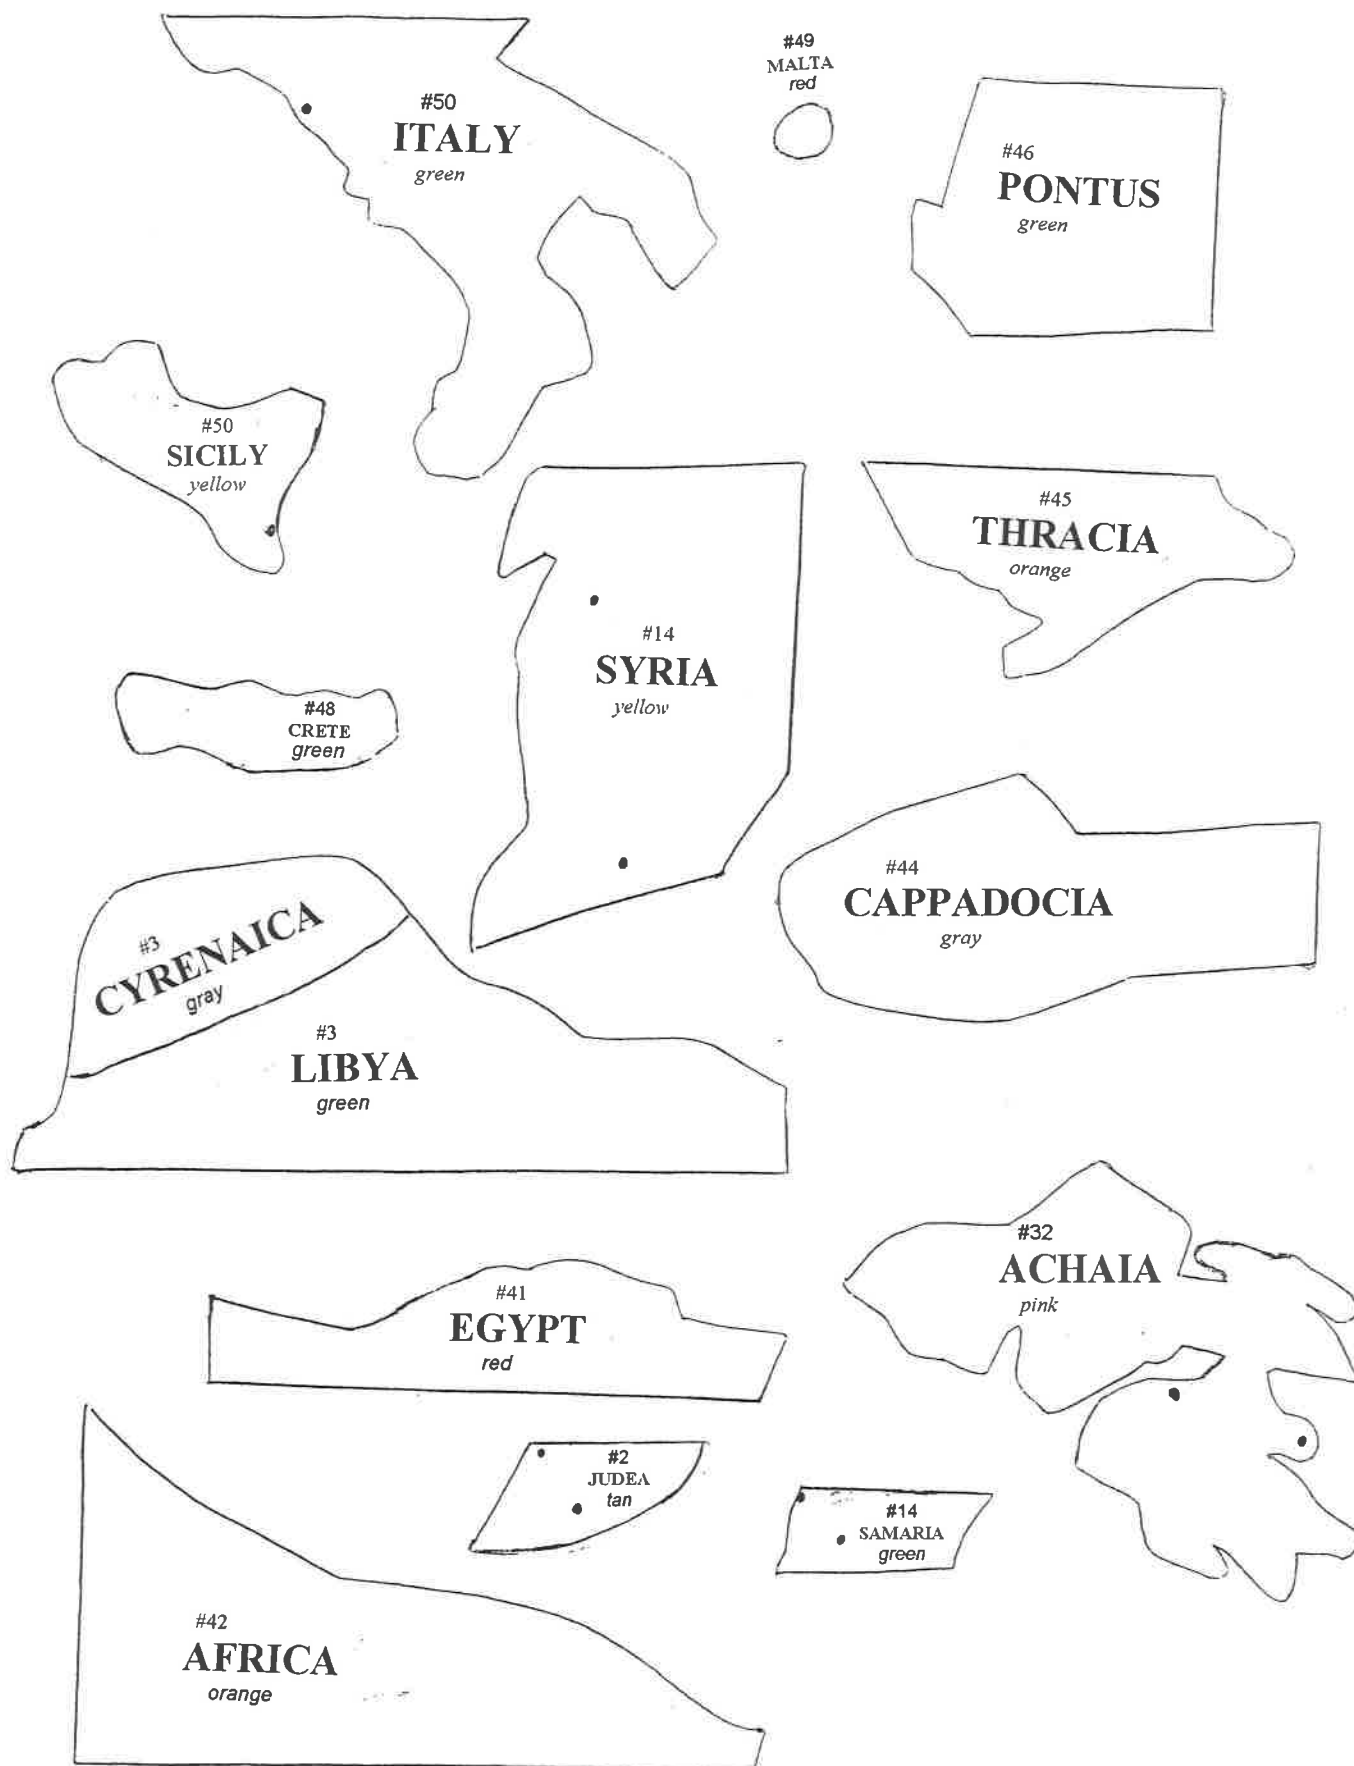 #50
ITALY
green
#49
MALTA
red
#46
PONTUS
green
#50
SICILY
yellow
#45
THRACIA
orange
#14
SYRIA
yellow
#48
CRETE
green
#44
CAPPADOCIA
gray
#3
CYRENAICA
gray
#3
LIBYA
green
#32
ACHAIA
pink
#41
EGYPT
red
#2
JUDEA
tan
#14
SAMARIA
green
#42
AFRICA
orange